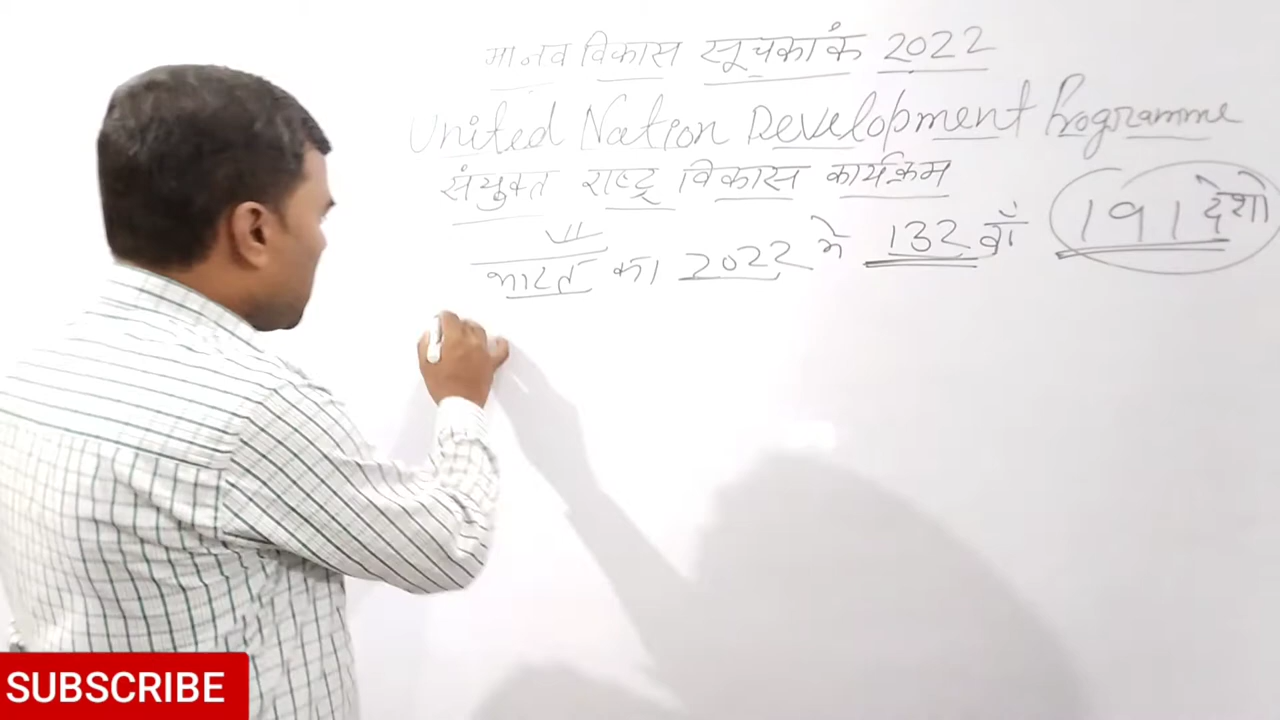 मानव विकास सूचकांक 2022
United Nation Development Programme
संयुक्त राष्ट्र विकास कार्यक्रम
भारत का 2022 मे 132 वाँ
191 देशो
SUBSCRIBE